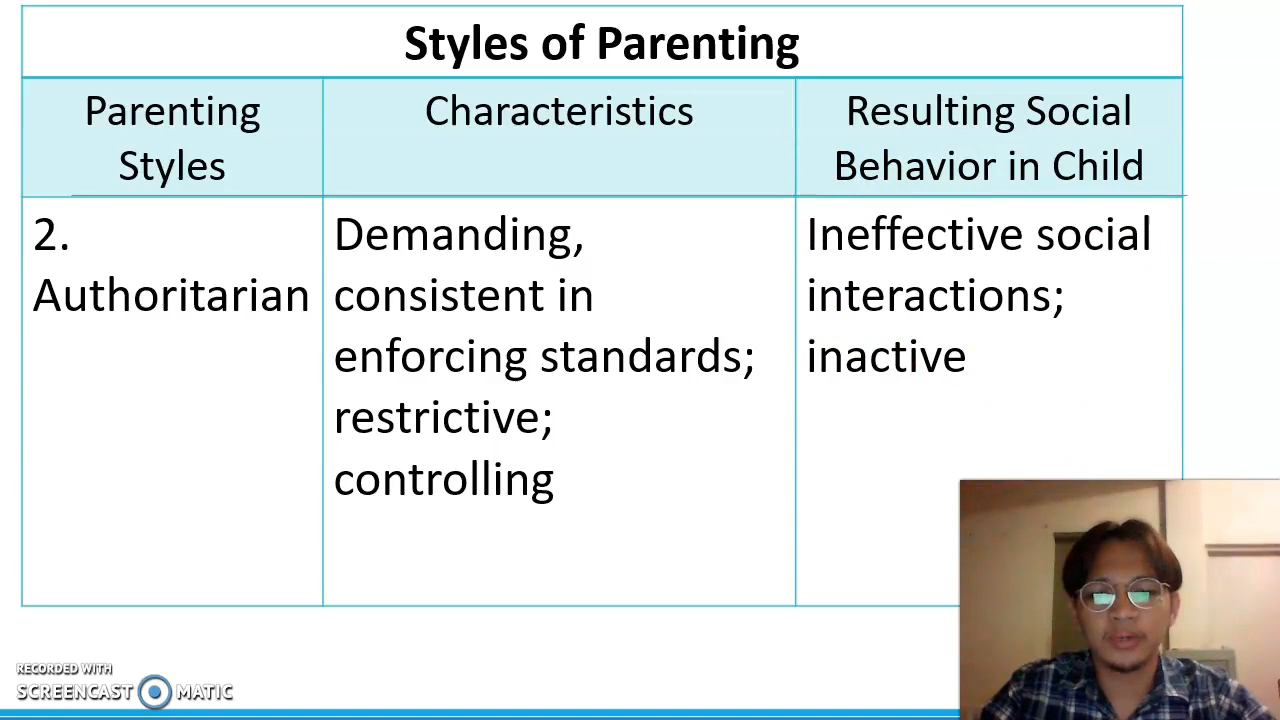 Styles of Parenting
Parenting
Styles
Characteristics
Resulting Social
Behavior in Child
2.
Authoritarian
Demanding,
consistent in
enforcing standards;
restrictive;
controlling
Ineffective social
interactions;
inactive
RECORDED WITH
SCREENCAST MATIC